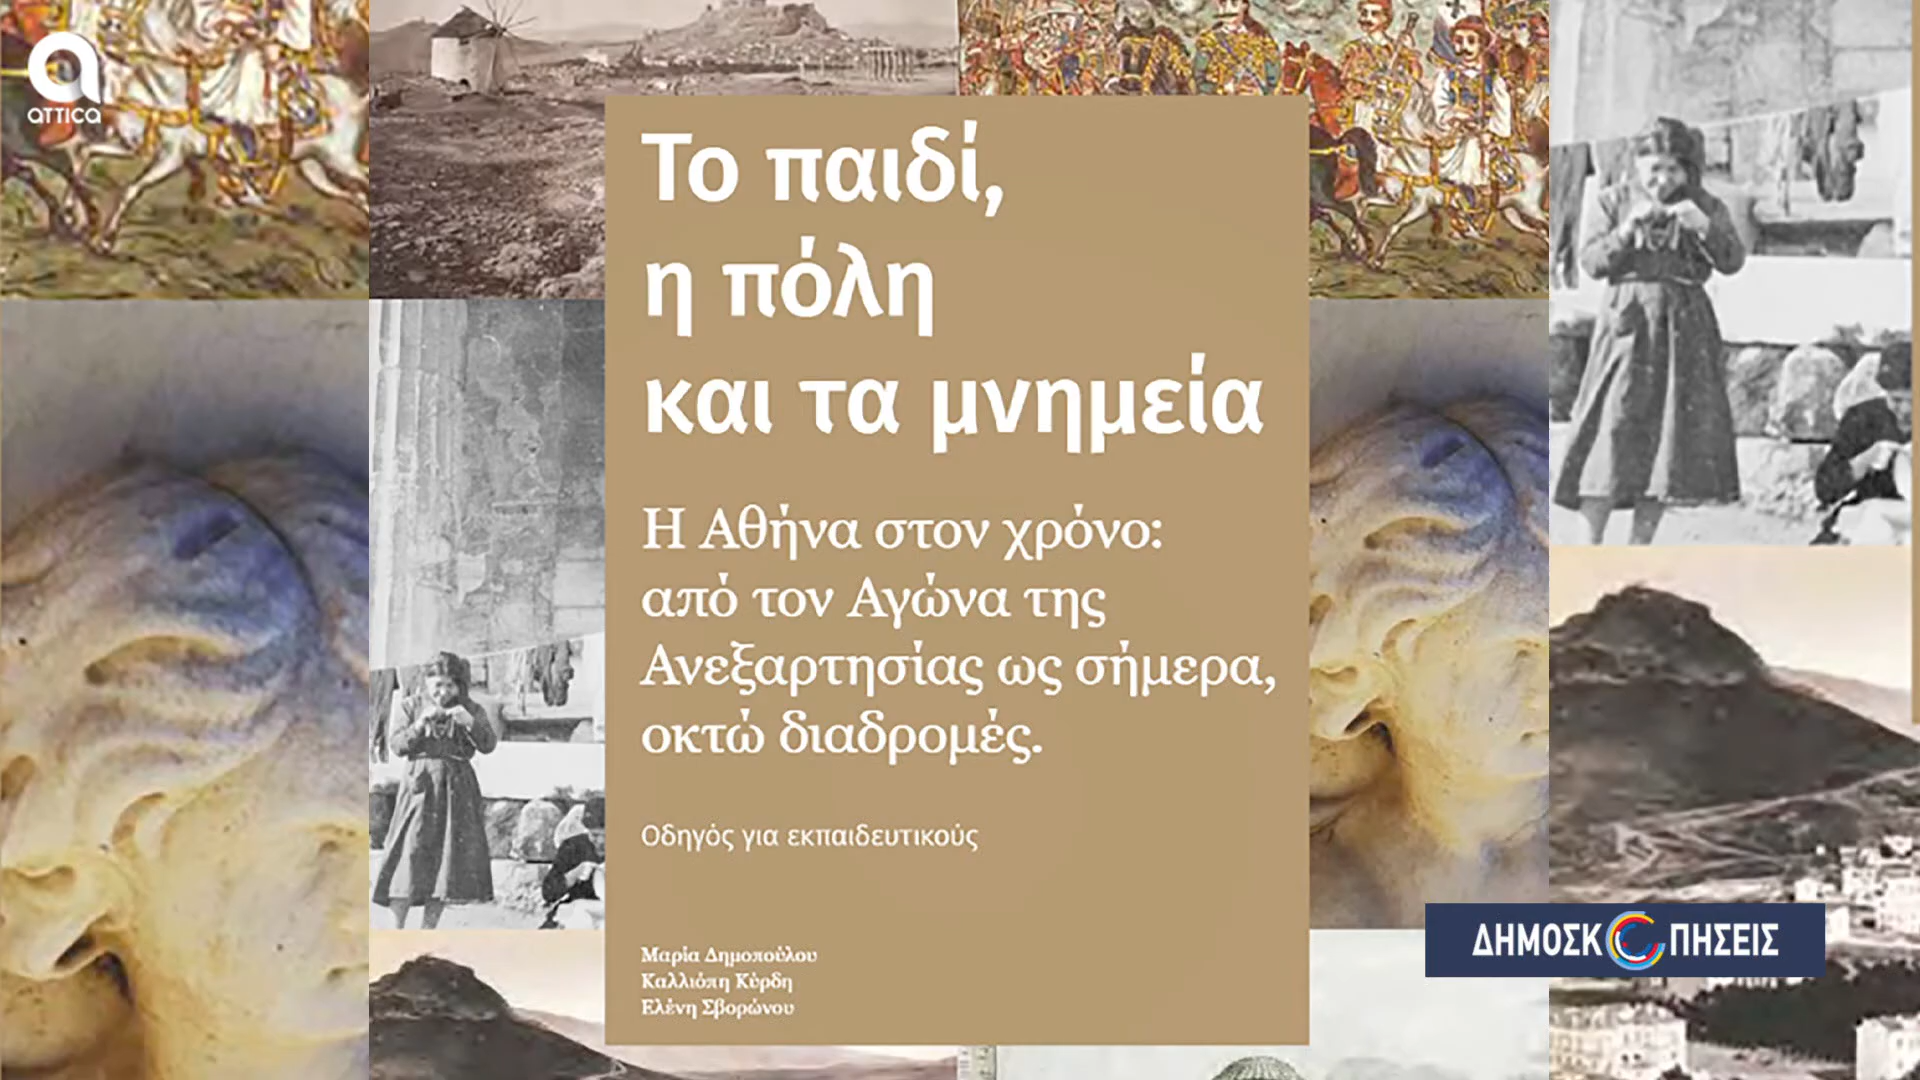 αττica
Το παιδί,
η πόλη
και τα μνημεία
Η Αθήνα στον χρόνο:
από τον Αγώνα της
Ανεξαρτησίας ως σήμερα,
οκτώ διαδρομές.
Οδηγός για εκπαιδευτικούς
Μαρία Δημοπούλου
Καλλιόπη Κύρδη
Ελένη Σβορώνου
ΔΗΜΟΣΚΟΠΗΣΕΙΣ